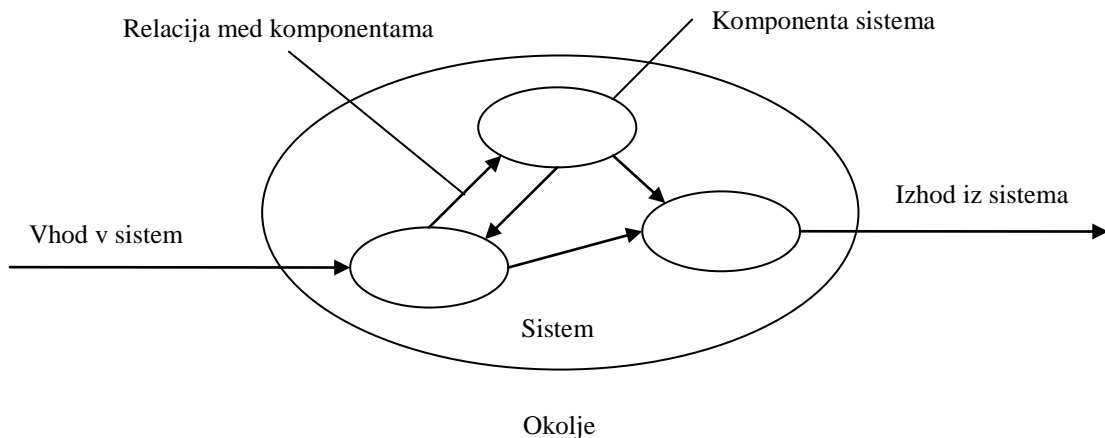 Relacija med komponentama
Komponenta sistema
Vhod v sistem
Izhod iz sistema
Sistem
Okolje